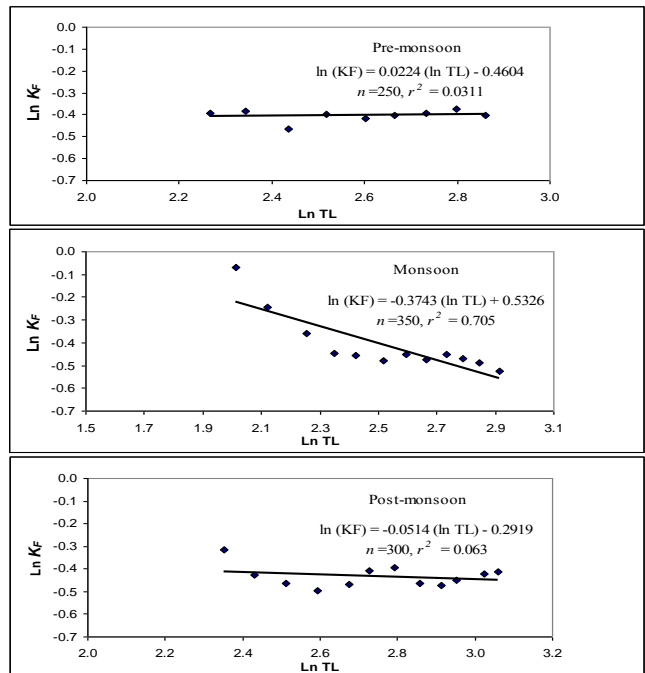 0.0
-0.1
-0.2
-0.3
-0.4
-0.5
-0.6
-0.7
Ln KF
Pre-monsoon
ln (KF) = 0.0224 (ln TL) - 0.4604
n =250, r² = 0.0311
2.0 2.2 2.4 2.6 2.8 3.0
Ln TL
0.0
-0.1
-0.2
-0.3
-0.4
-0.5
-0.6
-0.7
Ln KF
Monsoon
ln (KF) = -0.3743 (ln TL) + 0.5326
n=350, r² = 0.705
1.5 1.7 1.9 2.1 2.3 2.5 2.7 2.9 3.1
Ln TL
0.0
-0.1
-0.2
-0.3
-0.4
-0.5
-0.6
-0.7
Ln KF
Post-monsoon
ln (KF) = -0.0514 (ln TL) - 0.2919
n=300, r² = 0.063
2.0 2.2 2.4 2.6 2.8 3.0 3.2
Ln TL